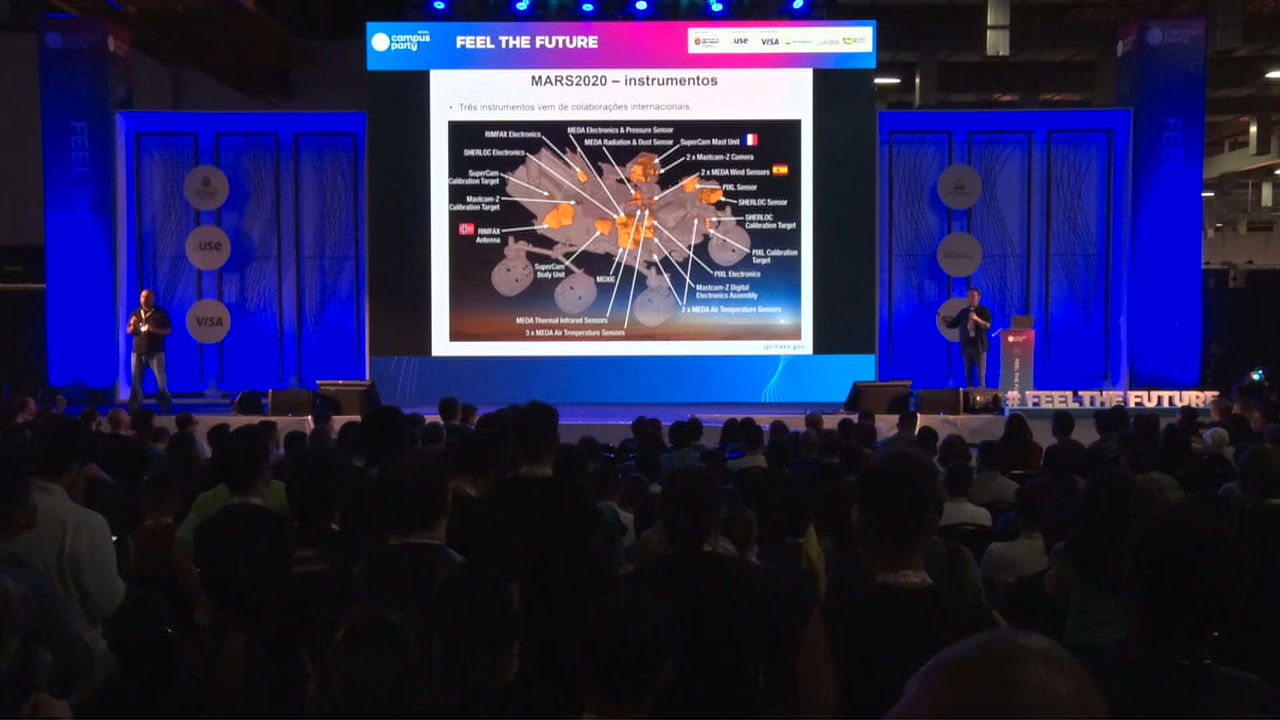 BRASIL
campus
party
FEEL THE FUTURE
.use
VISA
MARS2020 – instrumentos
• Três instrumentos vem de colaborações internacionais.
RIMFAX Electronics
MEDA Electronics & Pressure Sensor
MEDA Radiation & Dust Sensor
SuperCam Mast Unit
SHERLOC Electronics
2 x Mastcam-Z Camera
SuperCam
Calibration Target
2 x MEDA Wind Sensors
PIXL Sensor
Mastcam-Z
Calibration Target
SHERLOC Sensor
SHERLOC
Calibration Target
RIMFAX
Antenna
PIXL Calibration
Target
SuperCam
Body Unit
MOXIE
PIXL Electronics
Mastcam-Z Digital
Electronics Assembly
2 x MEDA Air Temperature Sensors
MEDA Thermal Infrared Sensors
3 x MEDA Air Temperature Sensors
jpl.nasa.gov
.use
VISA
# FEEL THE FUTURE